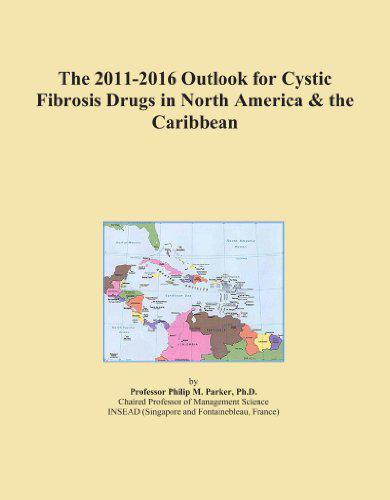 The 2011-2016 Outlook for Cystic
Fibrosis Drugs in North America & the
Caribbean
by
Professor Philip M. Parker, Ph.D.
Chaired Professor of Management Science
INSEAD (Singapore and Fontainebleau, France)